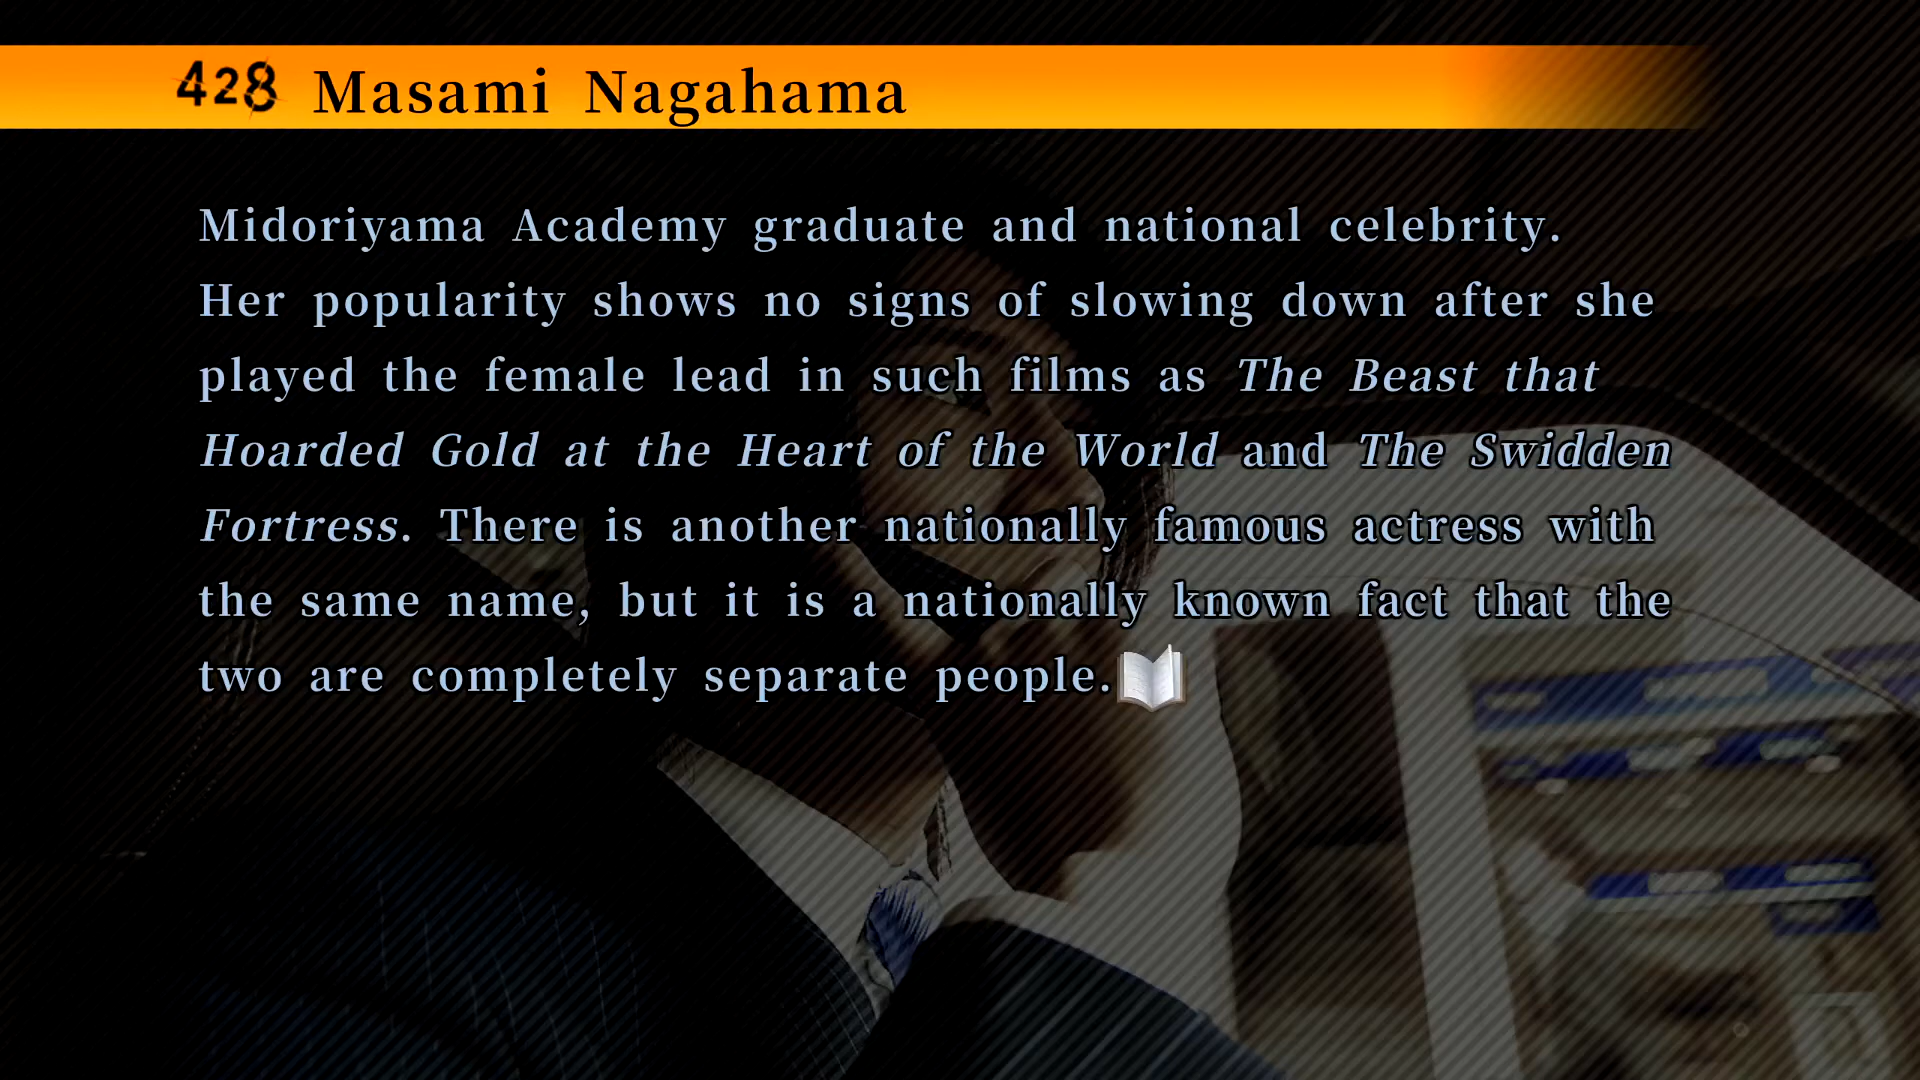 428 Masami Nagahama
Midoriyama Academy graduate and national celebrity.
Her popularity shows no signs of slowing down after she
played the female lead in such films as The Beast that
Hoarded Gold at the Heart of the World and The Swidden
Fortress. There is another nationally famous actress with
the same name, but it is a nationally known fact that the
two are completely separate people.